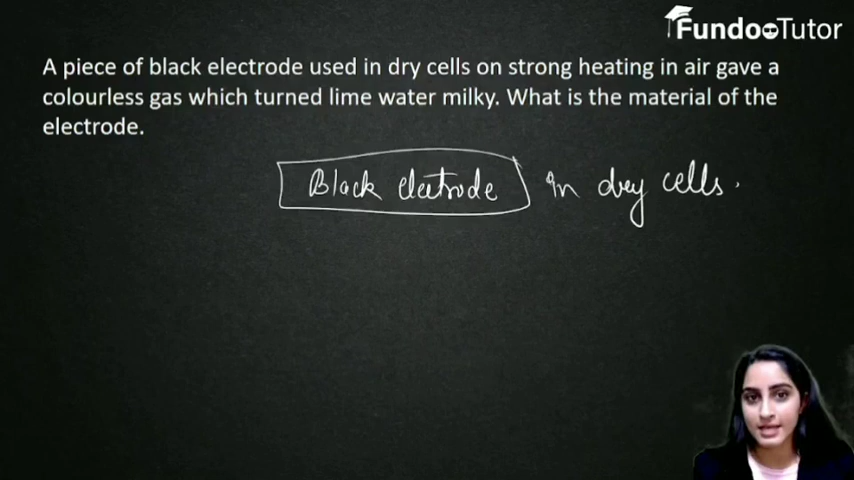 FundooTutor
A piece of black electrode used in dry cells on strong heating in air gave a
colourless gas which turned lime water milky. What is the material of the
electrode.
Black electrode in dry cells.